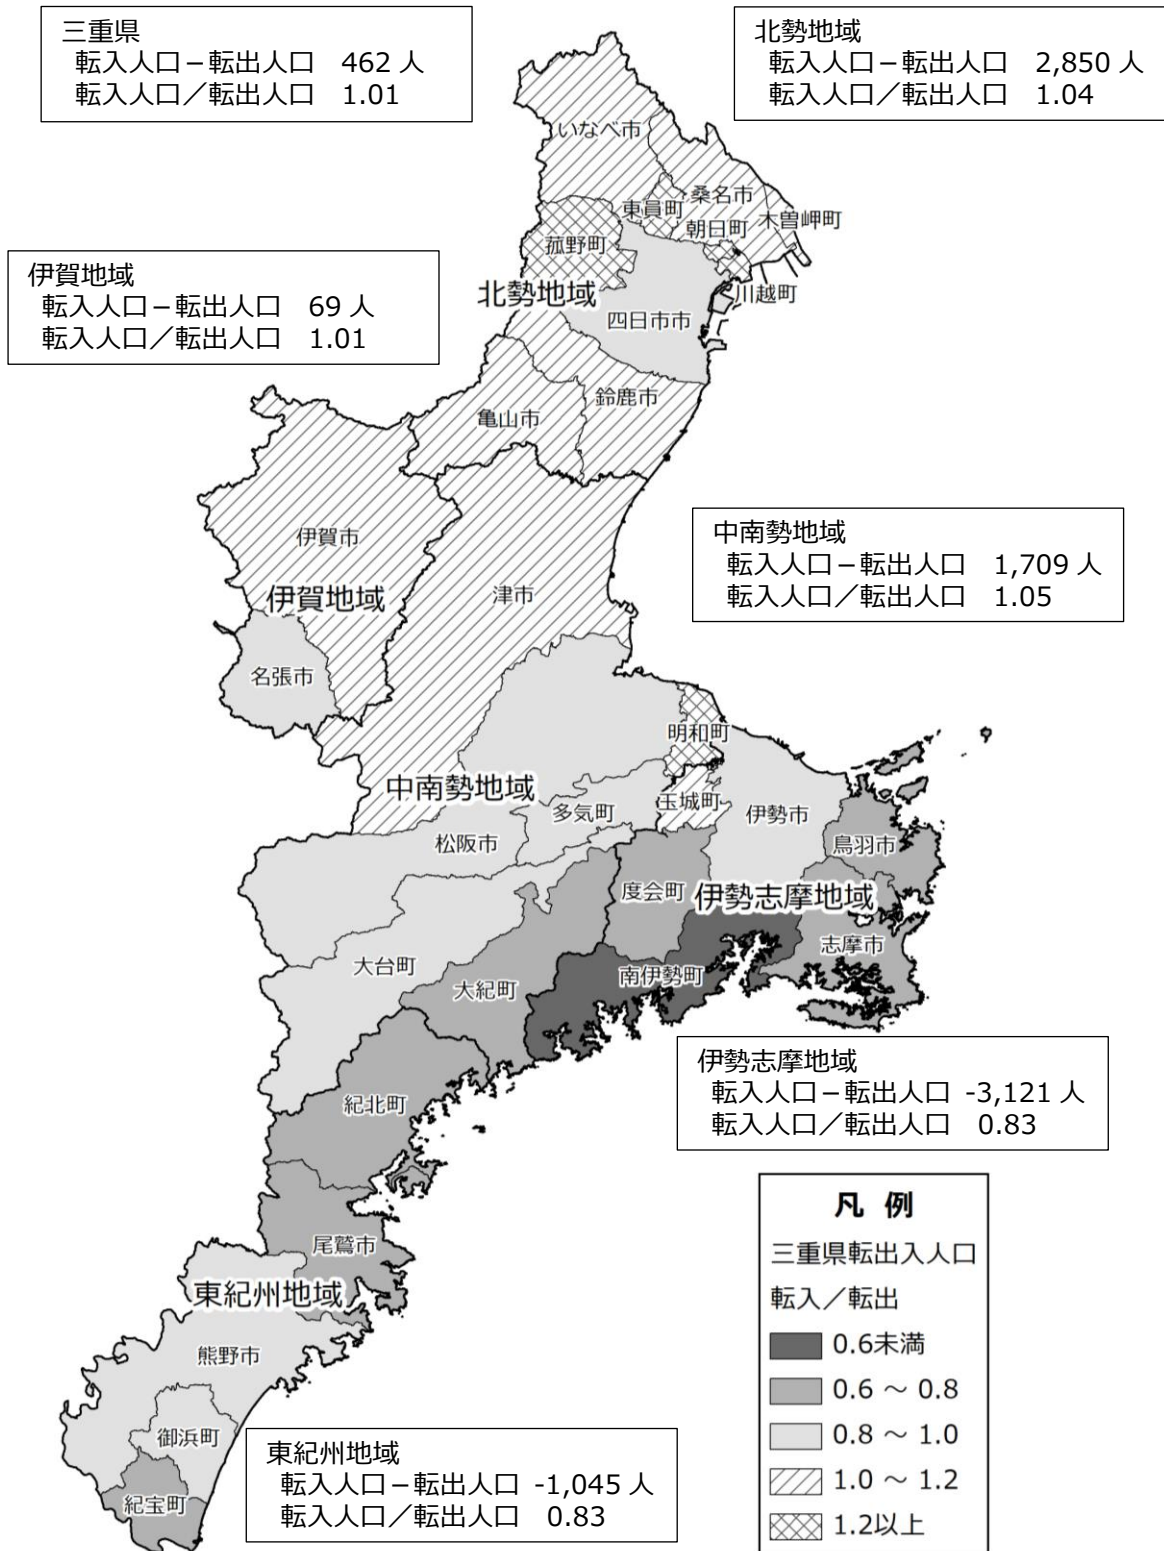 三重県
転入人口－転出人口 462 人
転入人口／転出人口 1.01
北勢地域
転入人口－転出人口 2,850 人
転入人口／転出人口 1.04
いなべ市
桑名市
東員町
木曽岬町
朝日町
菰野町
川越町
北勢地域
四日市市
伊賀地域
転入人口－転出人口 69 人
転入人口／転出人口 1.01
鈴鹿市
亀山市
伊賀市
伊賀地域
津市
名張市
中南勢地域
転入人口－転出人口 1,709 人
転入人口／転出人口 1.05
明和町
中南勢地域
玉城町
多気町
伊勢市
松阪市
鳥羽市
度会町
伊勢志摩地域
志摩市
大台町
南伊勢町
大紀町
伊勢志摩地域
転入人口－転出人口 -3,121 人
転入人口／転出人口 0.83
紀北町
尾鷲市
東紀州地域
熊野市
御浜町
紀宝町
東紀州地域
転入人口－転出人口 -1,045 人
転入人口／転出人口 0.83
凡 例
三重県転出入人口
転入／転出
0.6未満
0.6 ～ 0.8
0.8 ～ 1.0
1.0 ～ 1.2
1.2以上